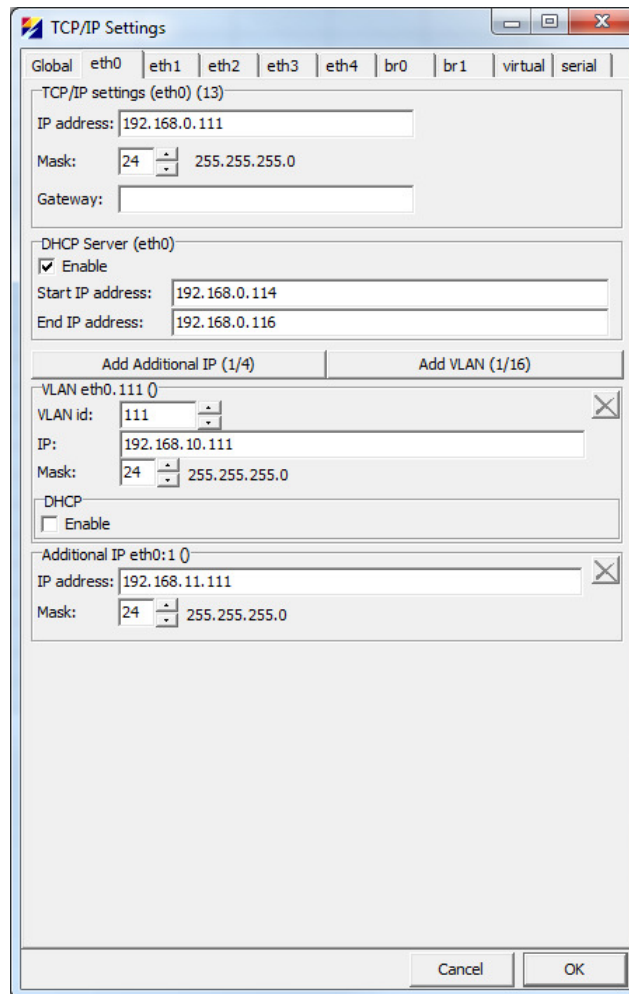 TCP/IP Settings
Global eth0 eth1 eth2 eth3 eth4 br0 br1 virtual serial
TCP/IP settings (eth0) (13)
IP address: 192.168.0.111
Mask: 24 255.255.255.0
Gateway:
DHCP Server (eth0)
Enable
Start IP address: 192.168.0.114
End IP address: 192.168.0.116
Add Additional IP (1/4) Add VLAN (1/16)
VLAN eth0.111 ()
VLAN id: 111
IP: 192.168.10.111
Mask: 24 255.255.255.0
DHCP
Enable
Additional IP eth0:1 ()
IP address: 192.168.11.111
Mask: 24 255.255.255.0
Cancel OK